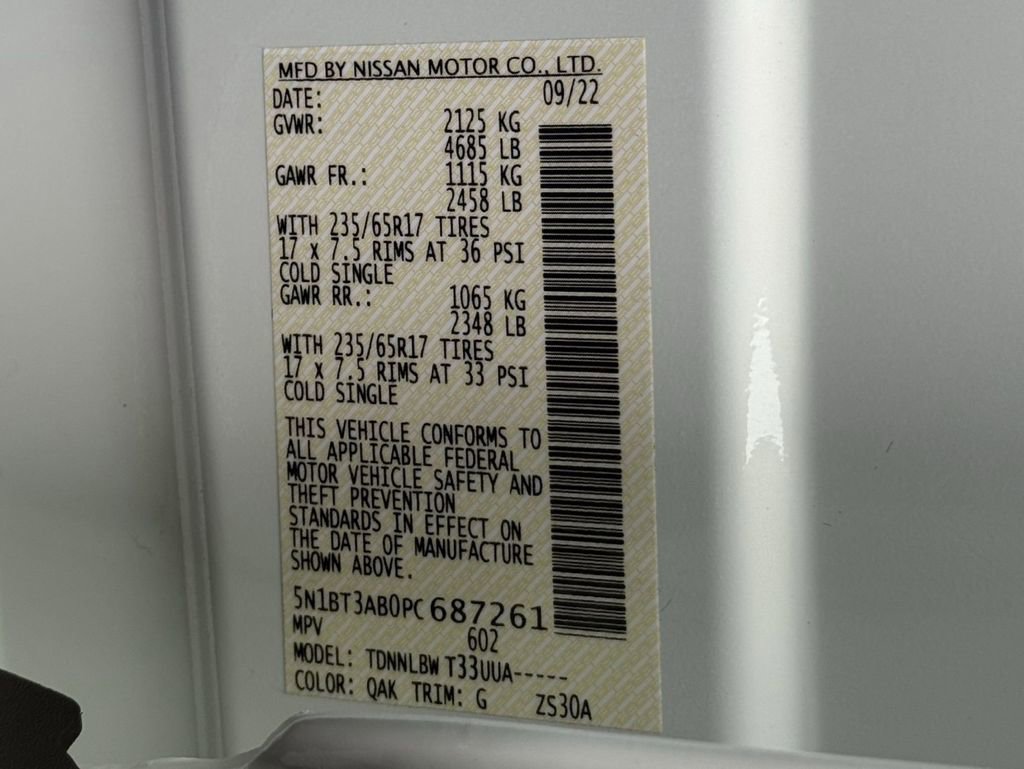 MFD BY NISSAN MOTOR CO., LTD.
DATE: 09/22
GVWR: 2125 KG
4685 LB
GAWR FR.: 1115 KG
2458 LB
WITH 235/65R17 TIRES
17 x 7.5 RIMS AT 36 PSI
COLD SINGLE
GAWR RR.: 1065 KG
2348 LB
WITH 235/65R17 TIRES
17 x 7.5 RIMS AT 33 PSI
COLD SINGLE
THIS VEHICLE CONFORMS TO
ALL APPLICABLE FEDERAL
MOTOR VEHICLE SAFETY AND
THEFT PREVENTION
STANDARDS IN EFFECT ON
THE DATE OF MANUFACTURE
SHOWN ABOVE.
5N1BT3AB0PC687261
MPV 602
MODEL: TDNNLBW T33UUA-----
COLOR: QAK TRIM: G ZS30A